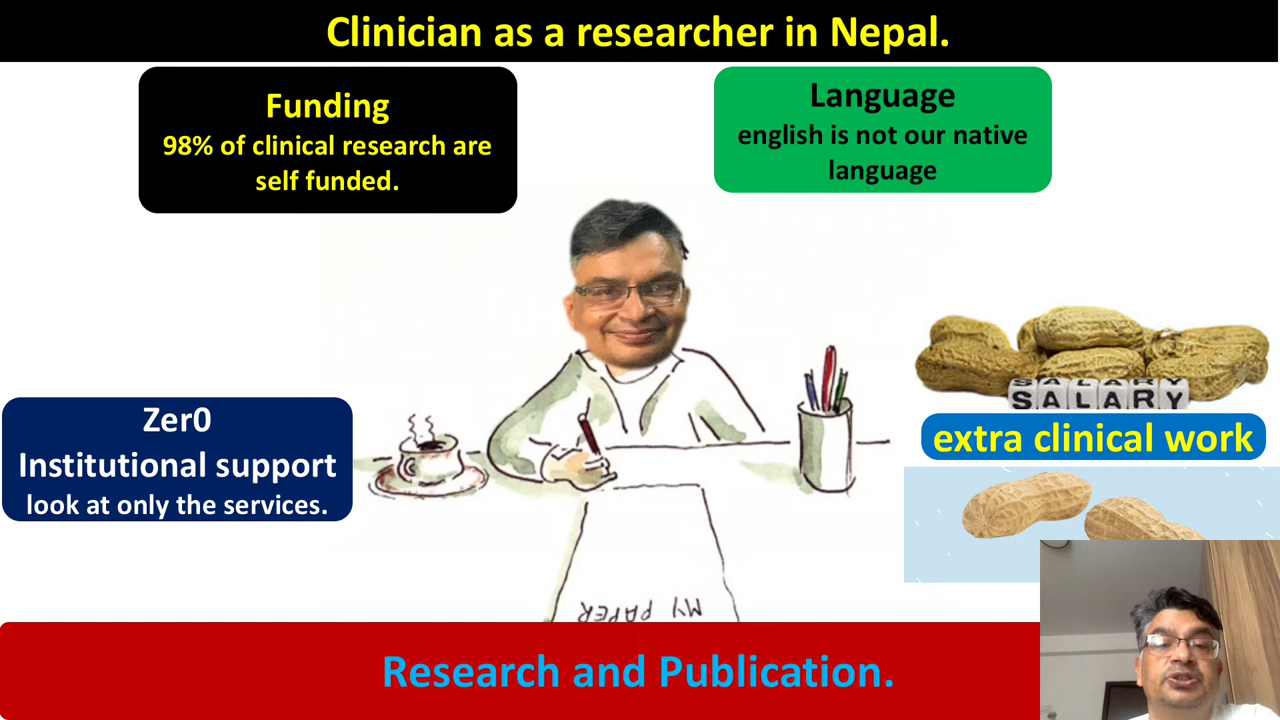 Clinician as a researcher in Nepal.
Funding
98% of clinical research are
self funded.
Language
english is not our native
language
SALARY
extra clinical work
Zer0
Institutional support
look at only the services.
MY PAPER
Research and Publication.